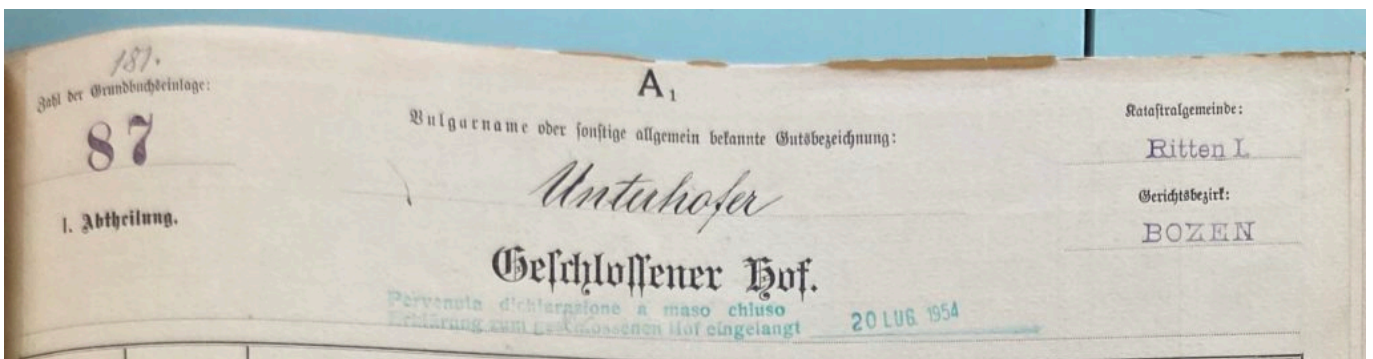 181.
Zahl der Grundbuchseinlage:
87
I. Abtheilung.
A₁
Vulgarname oder sonstige allgemein bekannte Gutsbezeichnung:
Unterhofer
Geschlossener Hof.
Pervenuta dichiarazione a maso chiuso
Erklärung zum geschlossenen Hof eingelangt 20 LUG. 1954
Katastralgemeinde:
Ritten I.
Gerichtsbezirk:
BOZEN